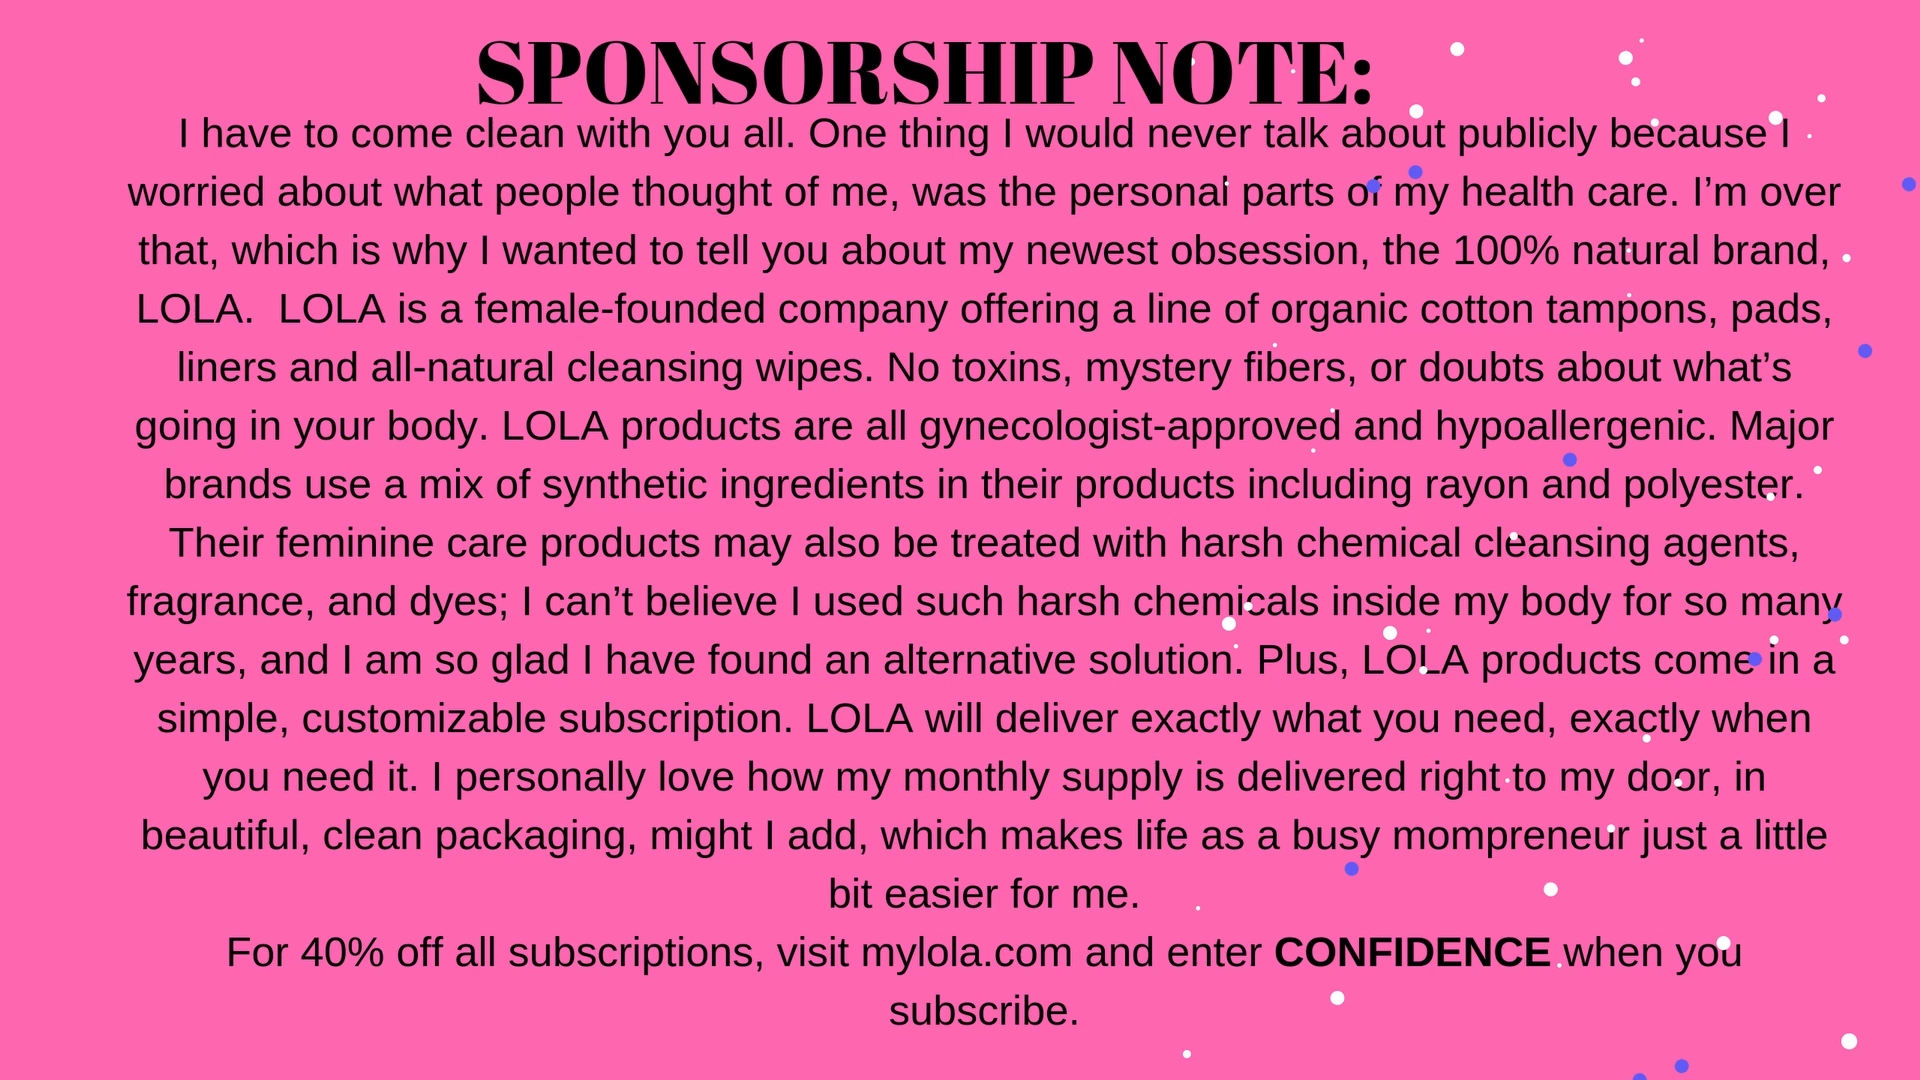 SPONSORSHIP NOTE:
I have to come clean with you all. One thing I would never talk about publicly because I
worried about what people thought of me, was the personal parts of my health care. I’m over
that, which is why I wanted to tell you about my newest obsession, the 100% natural brand,
LOLA.  LOLA is a female-founded company offering a line of organic cotton tampons, pads,
liners and all-natural cleansing wipes. No toxins, mystery fibers, or doubts about what’s
going in your body. LOLA products are all gynecologist-approved and hypoallergenic. Major
brands use a mix of synthetic ingredients in their products including rayon and polyester.
Their feminine care products may also be treated with harsh chemical cleansing agents,
fragrance, and dyes; I can’t believe I used such harsh chemicals inside my body for so many
years, and I am so glad I have found an alternative solution. Plus, LOLA products come in a
simple, customizable subscription. LOLA will deliver exactly what you need, exactly when
you need it. I personally love how my monthly supply is delivered right to my door, in
beautiful, clean packaging, might I add, which makes life as a busy mompreneur just a little
bit easier for me.
For 40% off all subscriptions, visit mylola.com and enter CONFIDENCE when you
subscribe.